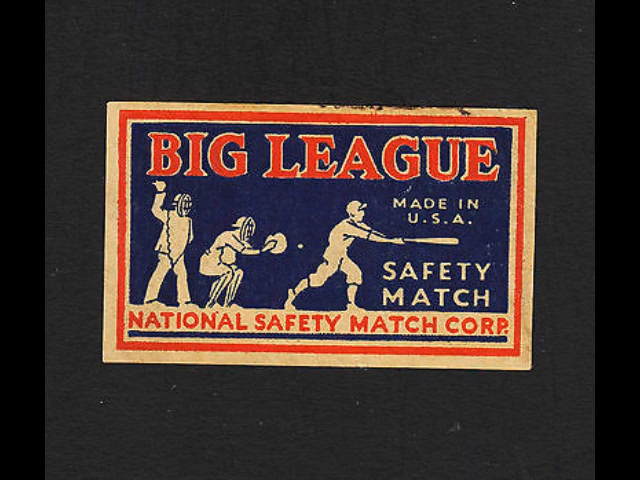 BIG LEAGUE
MADE IN
U.S.A.
SAFETY
MATCH
NATIONAL SAFETY MATCH CORP.